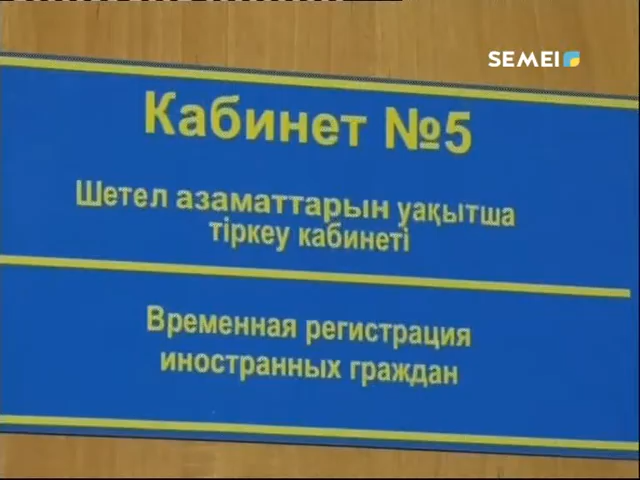 SEMEI
Кабинет №5
Шетел азаматтарын уақытша
тіркеу кабинеті
Временная регистрация
иностранных граждан